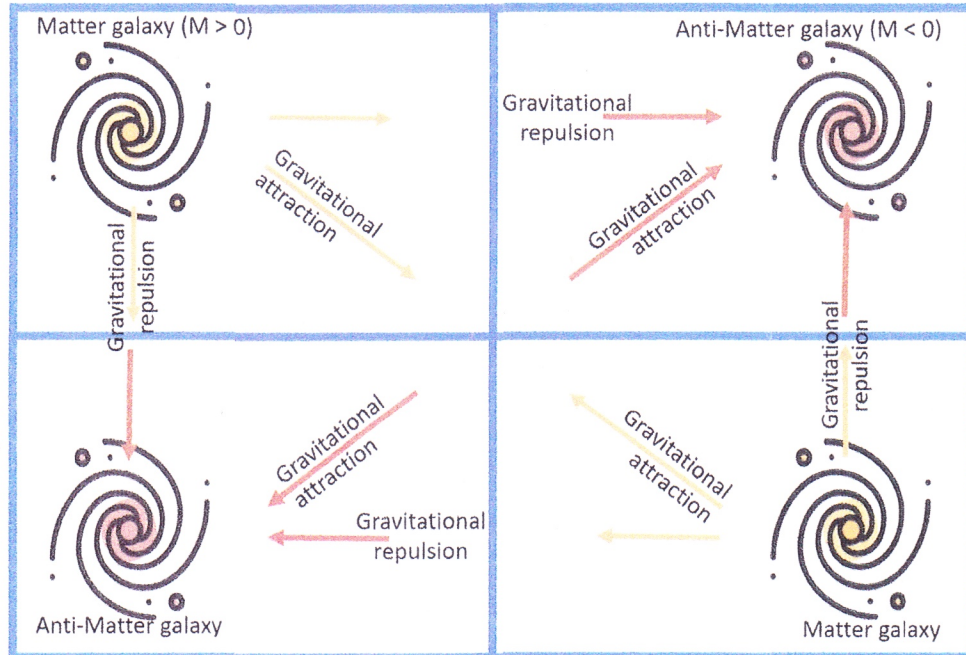 Matter galaxy (M > 0)
Anti-Matter galaxy (M < 0)
Gravitational
attraction
Gravitational
repulsion
Gravitational
repulsion
Gravitational
attraction
Gravitational
attraction
Gravitational
repulsion
Gravitational
attraction
Gravitational
repulsion
Anti-Matter galaxy
Matter galaxy